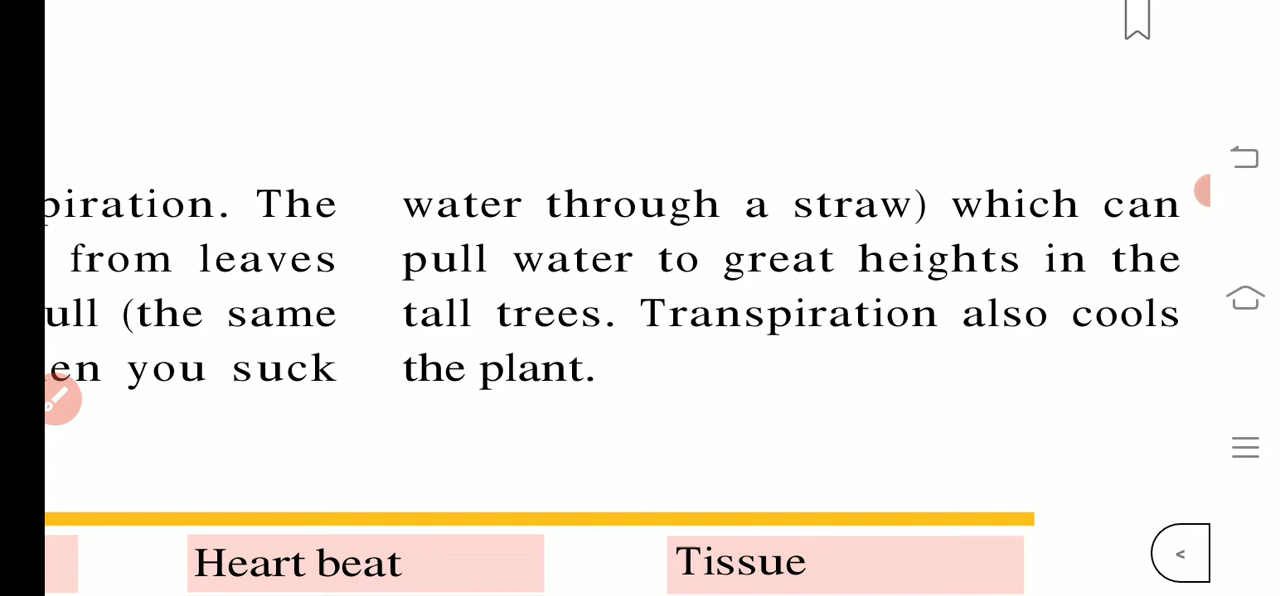 piration. The
from leaves
ull (the same
en you suck
water through a straw) which can
pull water to great heights in the
tall trees. Transpiration also cools
the plant.
Heart beat
Tissue